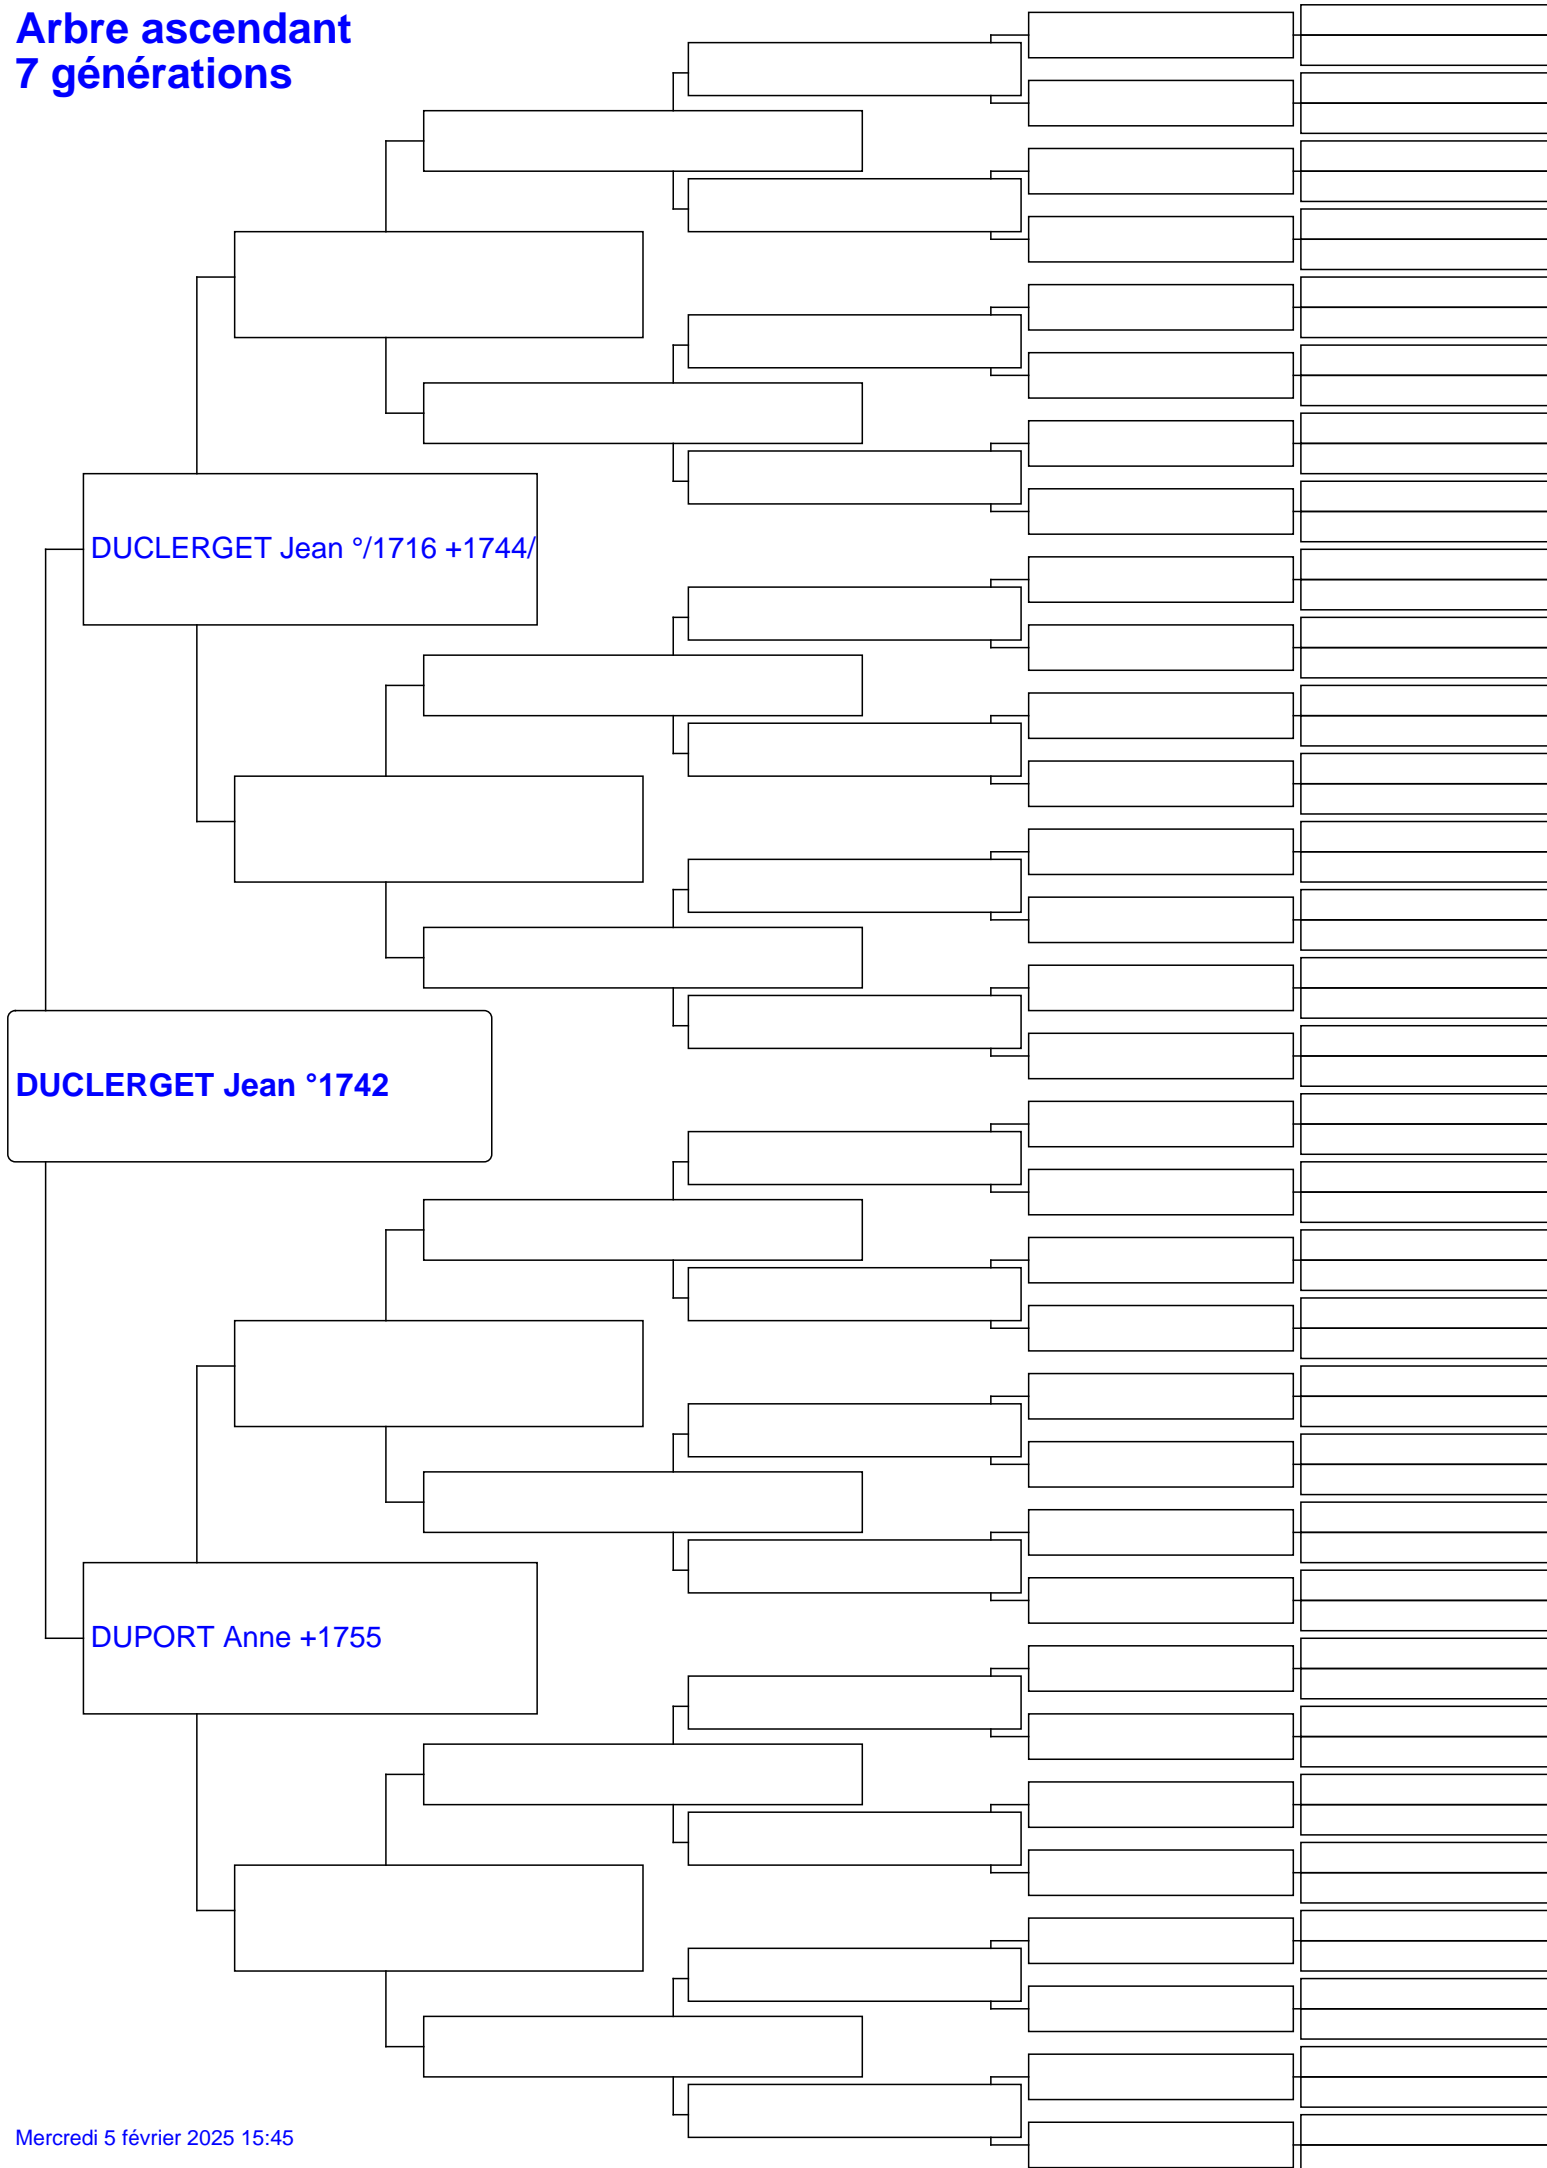 Arbre ascendant
7 générations
DUCLERGET Jean °/1716 +1744/
DUCLERGET Jean °1742
DUPORT Anne +1755
Mercredi 5 février 2025 15:45